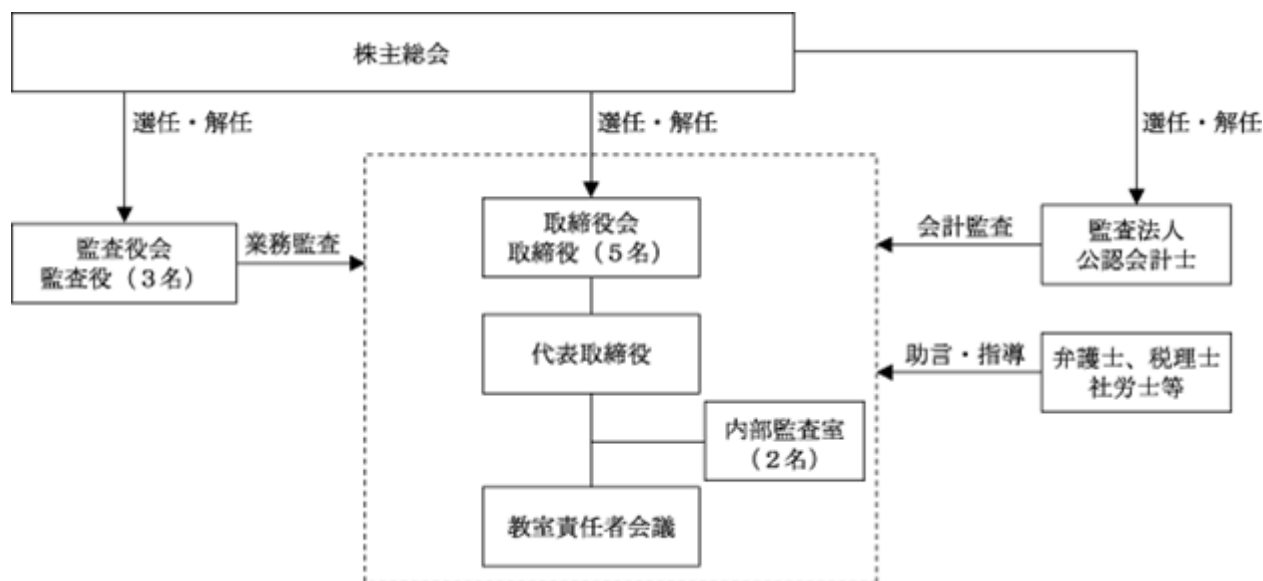 株主総会
選任・解任
選任・解任
選任・解任
監査役会
監査役（3名）
業務監査
取締役会
取締役（5名）
会計監査
監査法人
公認会計士
代表取締役
助言・指導
弁護士、税理士
社労士等
内部監査室
（2名）
教室責任者会議